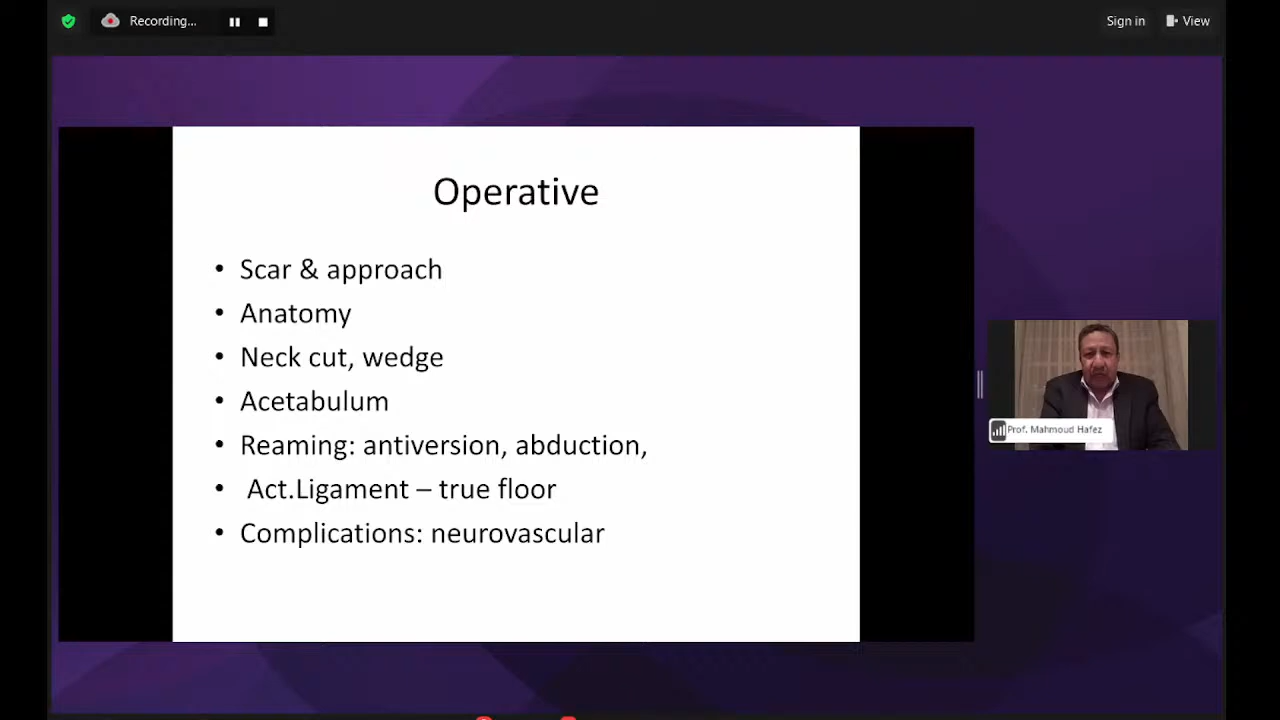 Recording...
Sign in
View
Operative
• Scar & approach
• Anatomy
• Neck cut, wedge
• Acetabulum
• Reaming: antiversion, abduction,
• Act.Ligament – true floor
• Complications: neurovascular
Prof. Mahmoud Hafez